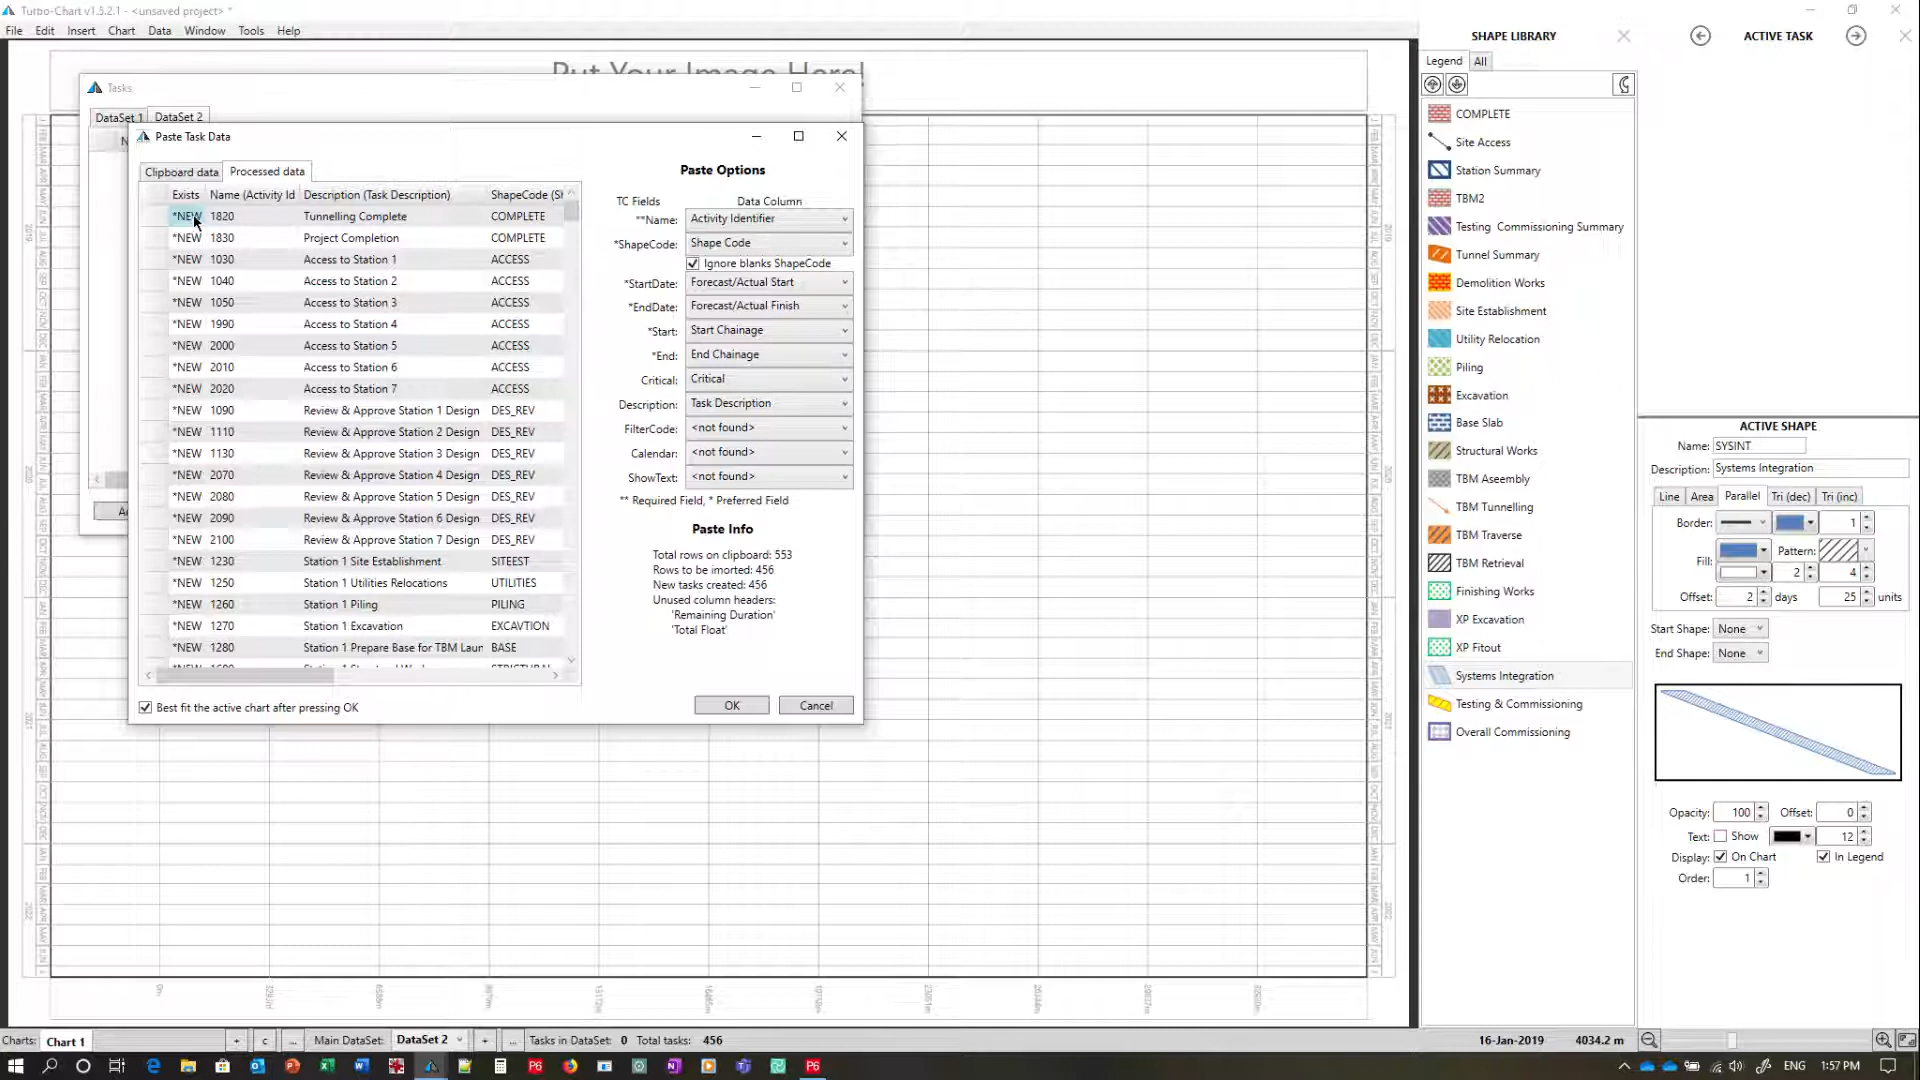 Turbo-Chart v1.5.2.1 - <unsaved project> *
File Edit Insert Chart Data Window Tools Help
Put Your Image Here!
Tasks
DataSet 1 DataSet 2
Paste Task Data
Clipboard data Processed data
Exists Name (Activity Id Description (Task Description) ShapeCode (S
*NEW 1820 Tunnelling Complete COMPLETE
*NEW 1830 Project Completion COMPLETE
*NEW 1030 Access to Station 1 ACCESS
*NEW 1040 Access to Station 2 ACCESS
*NEW 1050 Access to Station 3 ACCESS
*NEW 1990 Access to Station 4 ACCESS
*NEW 2000 Access to Station 5 ACCESS
*NEW 2010 Access to Station 6 ACCESS
*NEW 2020 Access to Station 7 ACCESS
*NEW 1090 Review & Approve Station 1 Design DES_REV
*NEW 1110 Review & Approve Station 2 Design DES_REV
*NEW 1130 Review & Approve Station 3 Design DES_REV
*NEW 2070 Review & Approve Station 4 Design DES_REV
*NEW 2080 Review & Approve Station 5 Design DES_REV
*NEW 2090 Review & Approve Station 6 Design DES_REV
*NEW 2100 Review & Approve Station 7 Design DES_REV
*NEW 1230 Station 1 Site Establishment SITEEST
*NEW 1250 Station 1 Utilities Relocations UTILITIES
*NEW 1260 Station 1 Piling PILING
*NEW 1270 Station 1 Excavation EXCAVTION
*NEW 1280 Station 1 Prepare Base for TBM Laun BASE
Best fit the active chart after pressing OK
Paste Options
TC Fields Data Column
**Name: Activity Identifier
*ShapeCode: Shape Code
Ignore blanks ShapeCode
*StartDate: Forecast/Actual Start
*EndDate: Forecast/Actual Finish
*Start: Start Chainage
*End: End Chainage
Critical: Critical
Description: Task Description
FilterCode: <not found>
Calendar: <not found>
ShowText: <not found>
** Required Field, * Preferred Field
Paste Info
Total rows on clipboard: 553
Rows to be imorted: 456
New tasks created: 456
Unused column headers:
'Remaining Duration'
'Total Float'
OK Cancel
SHAPE LIBRARY
Legend All
COMPLETE
Site Access
Station Summary
TBM2
Testing Commissioning Summary
Tunnel Summary
Demolition Works
Site Establishment
Utility Relocation
Piling
Excavation
Base Slab
Structural Works
TBM Asembly
TBM Tunnelling
TBM Traverse
TBM Retrieval
Finishing Works
XP Excavation
XP Fitout
Systems Integration
Testing & Commissioning
Overall Commissioning
ACTIVE TASK
ACTIVE SHAPE
Name: SYSINT
Description: Systems Integration
Line Area Parallel Tri (dec) Tri (inc)
Border: 1
Fill: Pattern:
2 4
Offset: 2 days 25 units
Start Shape: None
End Shape: None
Opacity: 100 Offset: 0
Text: Show 12
Display: On Chart In Legend
Order: 1
Charts: Chart 1 + c ... Main DataSet: DataSet 2 + ... Tasks in DataSet: 0 Total tasks: 456
16-Jan-2019 4034.2 m
ENG 1:57 PM